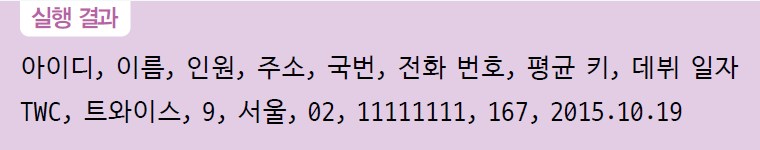 실행 결과
아이디, 이름, 인원, 주소, 국번, 전화 번호, 평균 키, 데뷔 일자
TWC, 트와이스, 9, 서울, 02, 11111111, 167, 2015.10.19